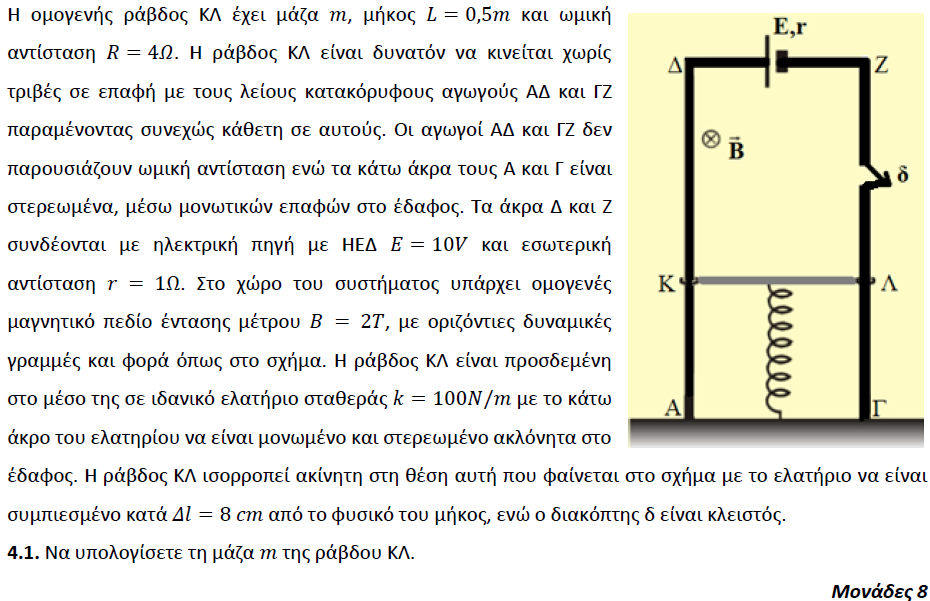 Η ομογενής ράβδος ΚΛ έχει μάζα m, μήκος L = 0,5m και ωμική
αντίσταση R = 4Ω. Η ράβδος ΚΛ είναι δυνατόν να κινείται χωρίς
τριβές σε επαφή με τους λείους κατακόρυφους αγωγούς ΑΔ και ΓΖ
παραμένοντας συνεχώς κάθετη σε αυτούς. Οι αγωγοί ΑΔ και ΓΖ δεν
παρουσιάζουν ωμική αντίσταση ενώ τα κάτω άκρα τους Α και Γ είναι
στερεωμένα, μέσω μονωτικών επαφών στο έδαφος. Τα άκρα Δ και Ζ
συνδέονται με ηλεκτρική πηγή με ΗΕΔ E = 10V και εσωτερική
αντίσταση r = 1Ω. Στο χώρο του συστήματος υπάρχει ομογενές
μαγνητικό πεδίο έντασης μέτρου B = 2T, με οριζόντιες δυναμικές
γραμμές και φορά όπως στο σχήμα. Η ράβδος ΚΛ είναι προσδεμένη
στο μέσο της σε ιδανικό ελατήριο σταθεράς k = 100N/m με το κάτω
άκρο του ελατηρίου να είναι μονωμένο και στερεωμένο ακλόνητα στο
έδαφος. Η ράβδος ΚΛ ισορροπεί ακίνητη στη θέση αυτή που φαίνεται στο σχήμα με το ελατήριο να είναι
συμπιεσμένο κατά Δl = 8 cm από το φυσικό του μήκος, ενώ ο διακόπτης δ είναι κλειστός.
4.1. Να υπολογίσετε τη μάζα m της ράβδου ΚΛ.
Μονάδες 8
E,r
Δ
Ζ
B⃗
δ
Κ
Λ
Α
Γ